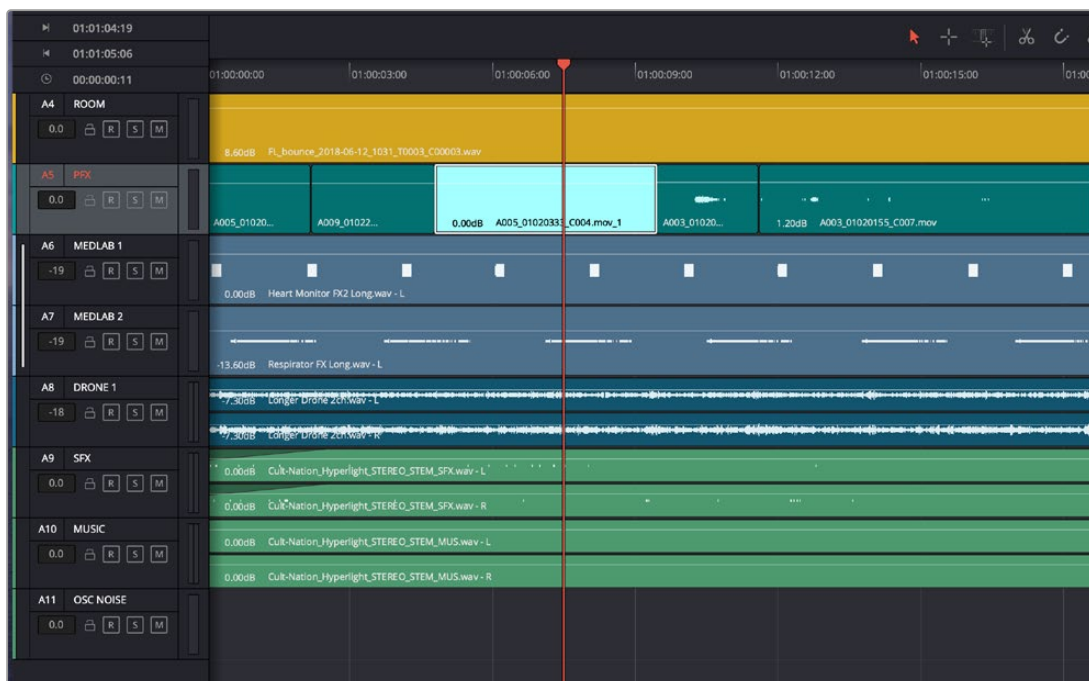 01:01:04:19
01:01:05:06
00:00:00:11
01:00:00:00 01:00:03:00 01:00:06:00 01:00:09:00 01:00:12:00 01:00:15:00 01:00
A4 ROOM
0.0 R S M
8.60dB FL_bounce_2018-06-12_1031_T0003_C00003.wav
A5 PFX
0.0 R S M
A005_01020... A009_01022... 0.00dB A005_01020333_C004.mov_1 A003_01020... 1.20dB A003_01020155_C007.mov
A6 MEDLAB 1
-19 R S M
0.00dB Heart Monitor FX2 Long.wav - L
A7 MEDLAB 2
-19 R S M
-13.60dB Respirator FX Long.wav - L
A8 DRONE 1
-7.30dB Longer Drone 2ch.wav - L
-18 R S M
-7.30dB Longer Drone 2ch.wav - R
A9 SFX
0.00dB Cult-Nation_Hyperlight_STEREO_STEM_SFX.wav - L
0.0 R S M
0.00dB Cult-Nation_Hyperlight_STEREO_STEM_SFX.wav - R
A10 MUSIC
0.00dB Cult-Nation_Hyperlight_STEREO_STEM_MUS.wav - L
0.0 R S M
0.00dB Cult-Nation_Hyperlight_STEREO_STEM_MUS.wav - R
A11 OSC NOISE
0.0 R S M